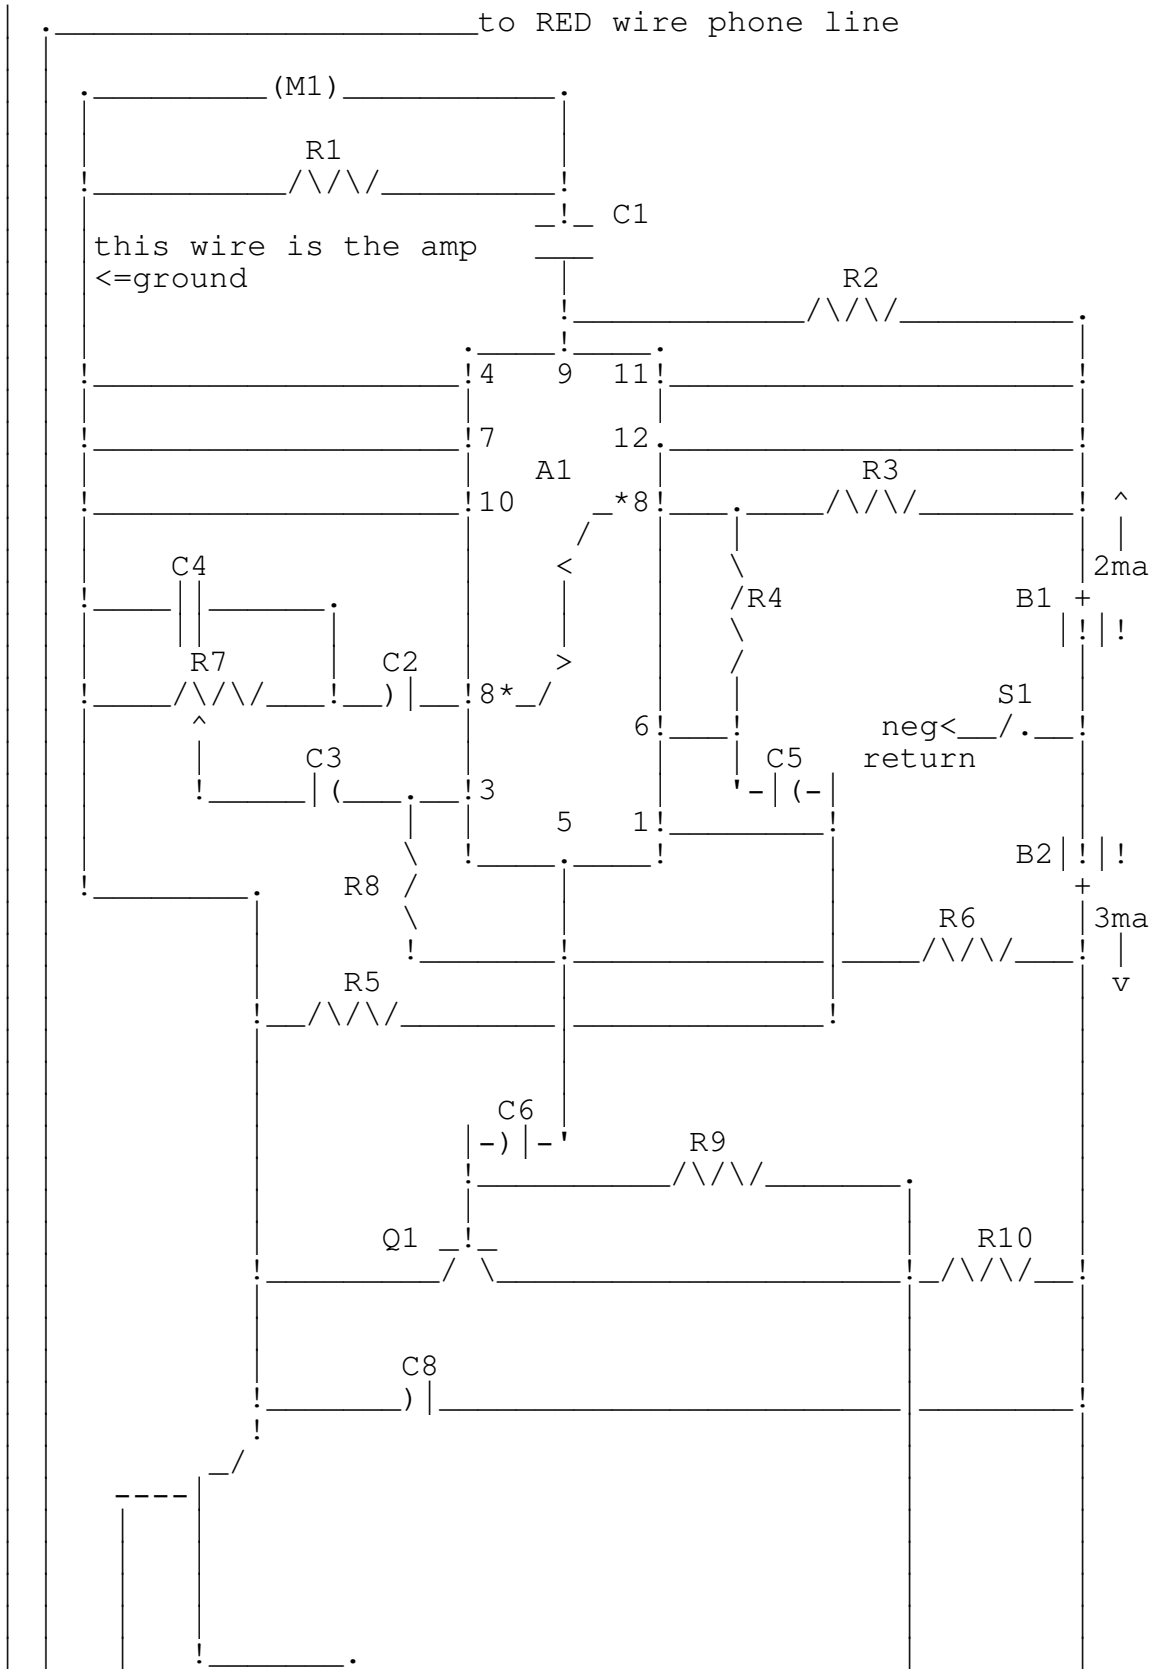 to RED wire phone line
(M1)
R1
C1
this wire is the amp
<=ground
R2
4 9 11
7 12
A1 R3
10 *8
C4 2ma
R4 B1 +
R7 C2
8* S1
6 neg<
C3 C5 return
3
5 1
B2
R8 +
R6 3ma
R5
C6
R9
Q1 R10
C8